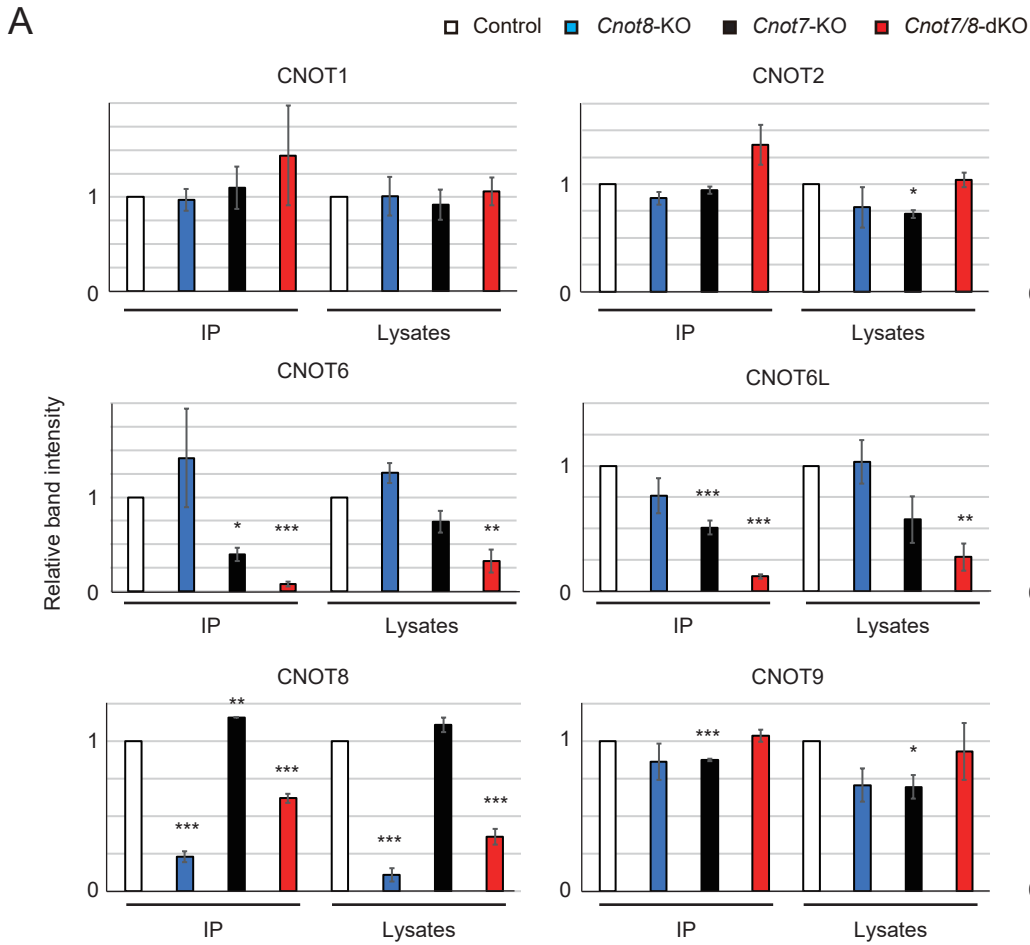 A
Control Cnot8-KO Cnot7-KO Cnot7/8-dKO
CNOT1 CNOT2
1
0
IP Lysates
1
0
IP Lysates
CNOT6 CNOT6L
Relative band intensity
1
0
* *** **
IP Lysates
1
0
*** *** **
IP Lysates
CNOT8 CNOT9
1
0
*** ** *** *** ***
IP Lysates
1
0
*** *
IP Lysates